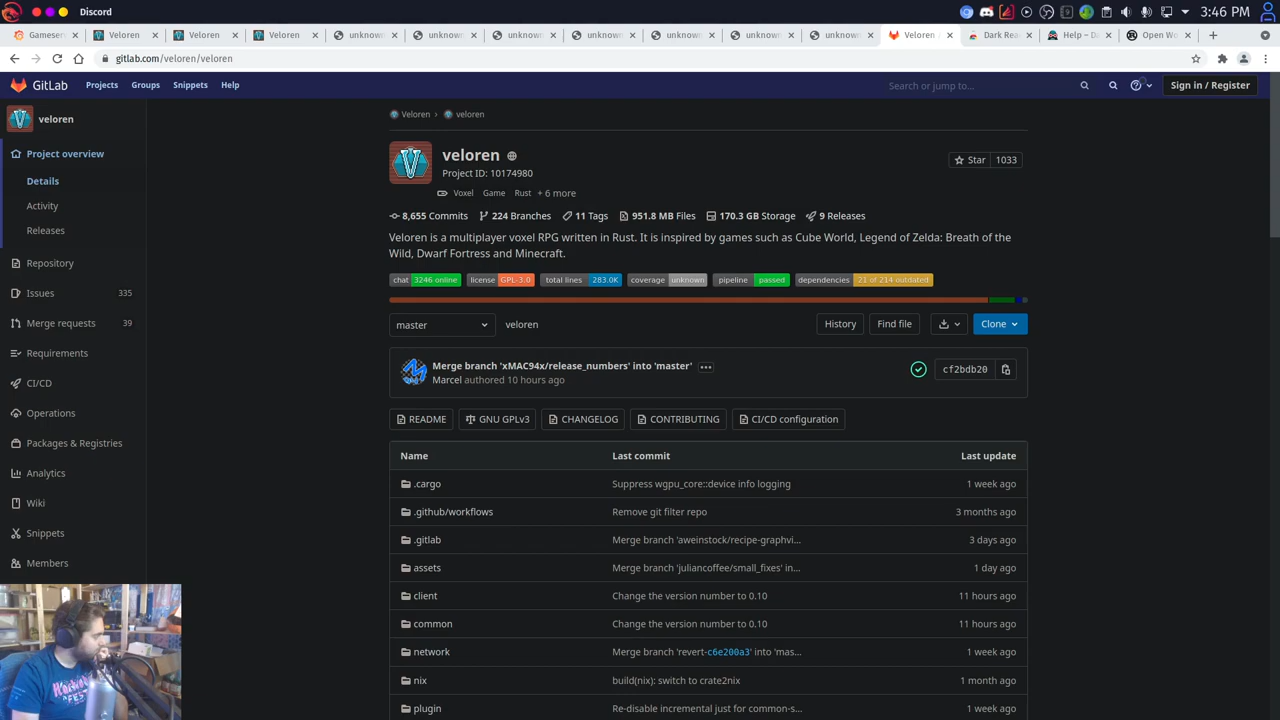 Discord
3:46 PM
Gameserv
Veloren
Veloren
Veloren
unknown
unknown
unknown
unknown
unknown
unknown
unknown
Veloren
Dark Rea
Help – Da
Open Wo
gitlab.com/veloren/veloren
GitLab
Projects
Groups
Snippets
Help
Search or jump to...
Sign in / Register
veloren
Project overview
Details
Activity
Releases
Repository
Issues
335
Merge requests
39
Requirements
CI/CD
Operations
Packages & Registries
Analytics
Wiki
Snippets
Members
Veloren › veloren
veloren
Project ID: 10174980
Voxel Game Rust + 6 more
Star 1033
8,655 Commits 224 Branches 11 Tags 951.8 MB Files 170.3 GB Storage 9 Releases
Veloren is a multiplayer voxel RPG written in Rust. It is inspired by games such as Cube World, Legend of Zelda: Breath of the
Wild, Dwarf Fortress and Minecraft.
chat 3246 online license GPL-3.0 total lines 283.0K coverage unknown pipeline passed dependencies 21 of 214 outdated
master
veloren
History
Find file
Clone
Merge branch 'xMAC94x/release_numbers' into 'master'
Marcel authored 10 hours ago
cf2bdb20
README GNU GPLv3 CHANGELOG CONTRIBUTING CI/CD configuration
Name Last commit Last update
.cargo Suppress wgpu_core::device info logging 1 week ago
.github/workflows Remove git filter repo 3 months ago
.gitlab Merge branch 'aweinstock/recipe-graphvi... 3 days ago
assets Merge branch 'juliancoffee/small_fixes' in... 1 day ago
client Change the version number to 0.10 11 hours ago
common Change the version number to 0.10 11 hours ago
network Merge branch 'revert-c6e200a3' into 'mas... 1 week ago
nix build(nix): switch to crate2nix 1 month ago
plugin Re-disable incremental just for common-s... 2 months ago